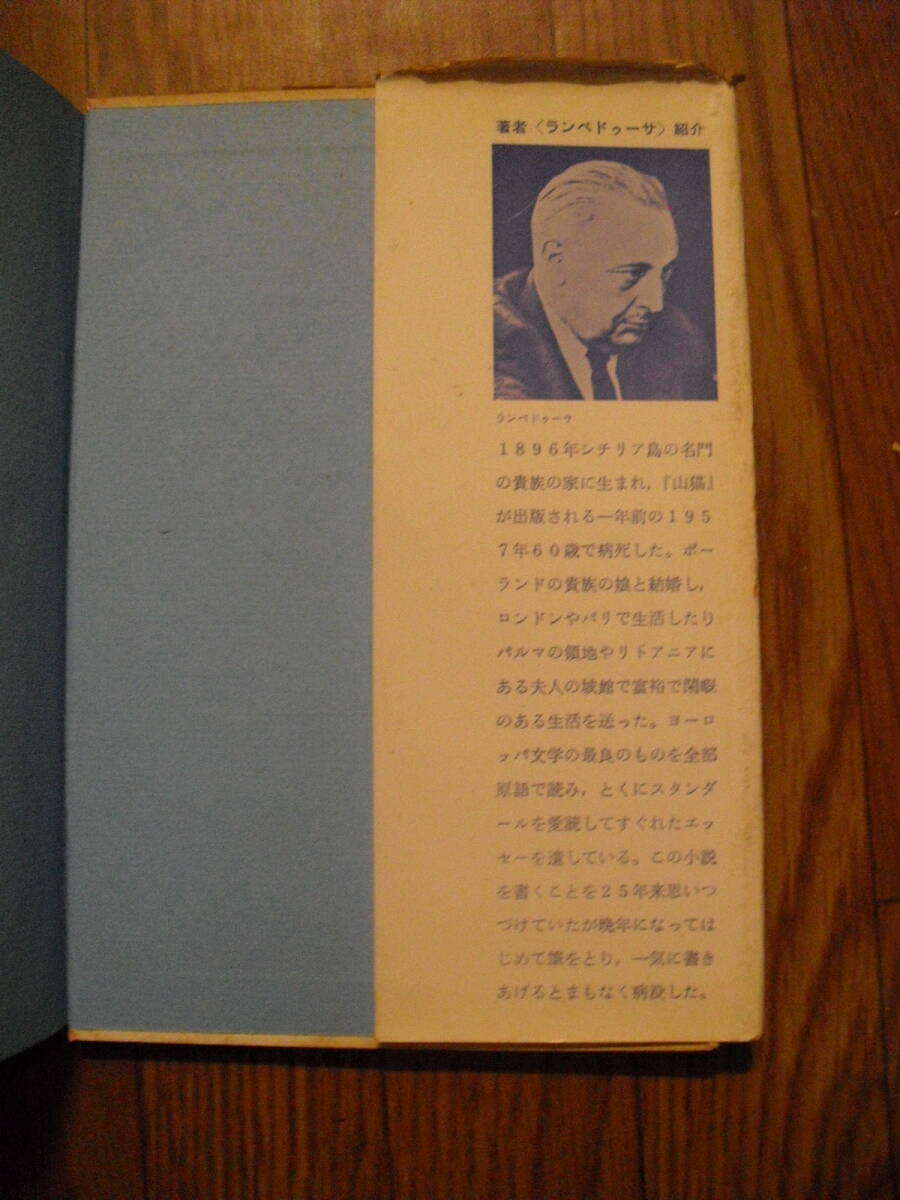 著者〈ランペドゥーサ〉紹介
ランペドゥーサ
1896年シチリア島の名門
の貴族の家に生まれ,『山猫』
が出版される一年前の195
7年60歳で病死した。ポー
ランドの貴族の娘と結婚し,
ロンドンやパリで生活したり
パルマの領地やリトアニアに
ある夫人の城館で富裕で閑暇
のある生活を送った。ヨーロ
ッパ文学の最良のものを全部
原語で読み,とくにスタンダ
ールを愛読してすぐれたエッ
セーを遺している。この小説
を書くことを25年来思いつ
づけていたが晩年になっては
じめて筆をとり,一気に書き
あげるとまもなく病没した。